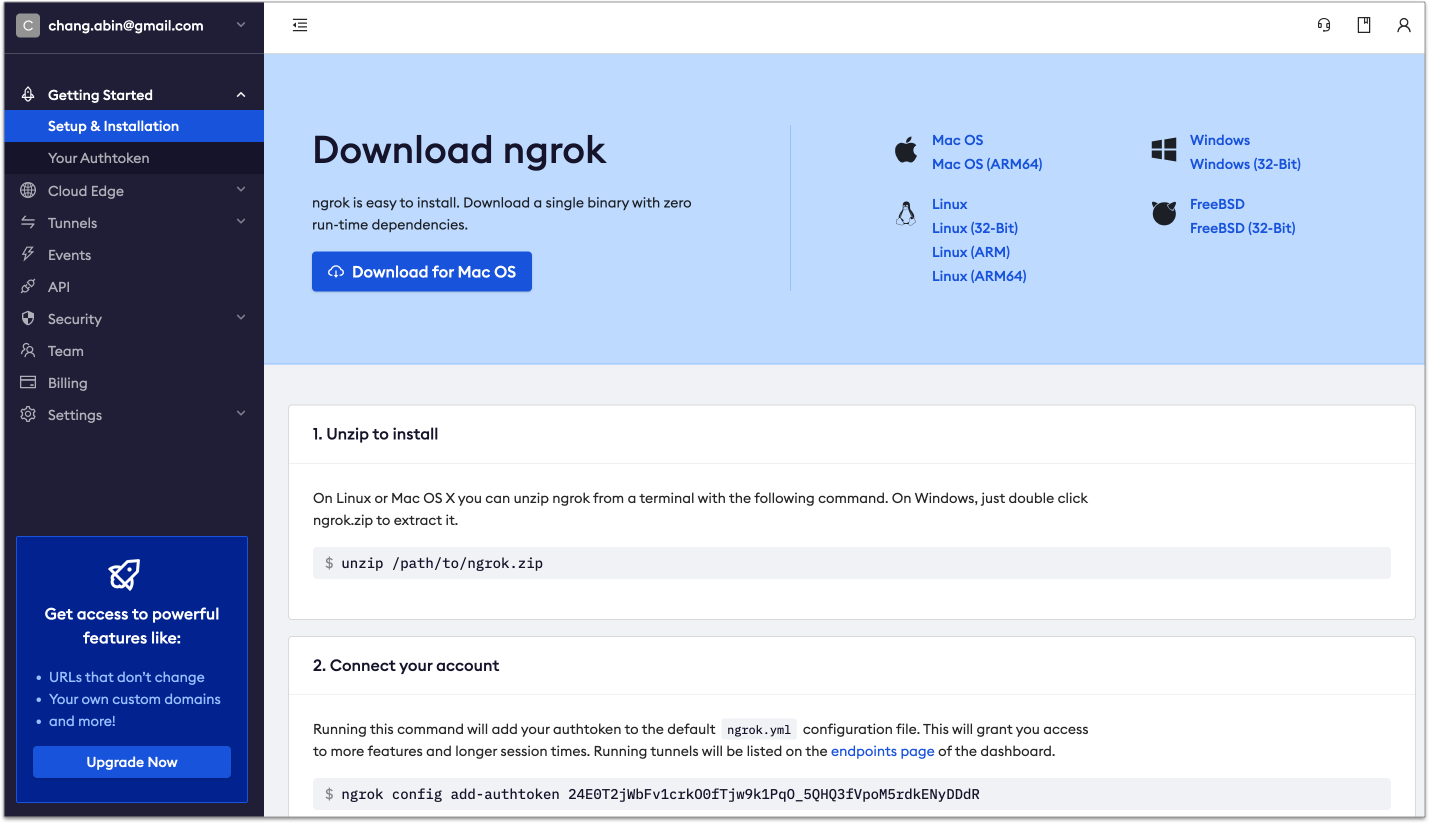 C chang.abin@gmail.com
Getting Started
Setup & Installation
Your Authtoken
Cloud Edge
Tunnels
Events
API
Security
Team
Billing
Settings
Get access to powerful
features like:
• URLs that don't change
• Your own custom domains
• and more!
Upgrade Now
Download ngrok
ngrok is easy to install. Download a single binary with zero
run-time dependencies.
Download for Mac OS
Mac OS
Mac OS (ARM64)
Linux
Linux (32-Bit)
Linux (ARM)
Linux (ARM64)
Windows
Windows (32-Bit)
FreeBSD
FreeBSD (32-Bit)
1. Unzip to install
On Linux or Mac OS X you can unzip ngrok from a terminal with the following command. On Windows, just double click
ngrok.zip to extract it.
$ unzip /path/to/ngrok.zip
2. Connect your account
Running this command will add your authtoken to the default ngrok.yml configuration file. This will grant you access
to more features and longer session times. Running tunnels will be listed on the endpoints page of the dashboard.
$ ngrok config add-authtoken 24E0T2jWbFv1crkO0fTjw9k1PqO_5QHQ3fVpoM5rdkENyDDdR